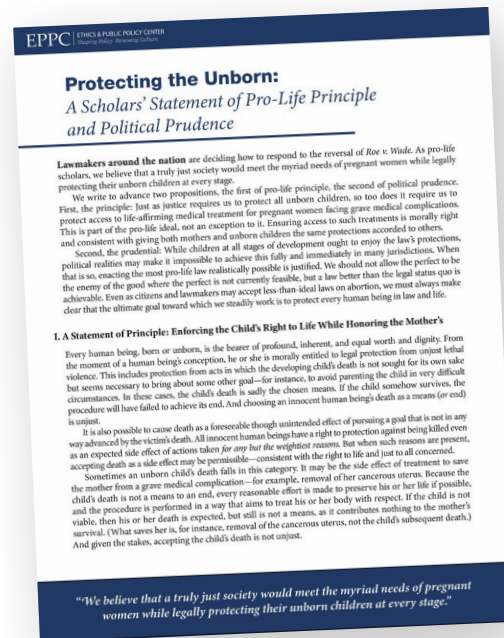 EPPC
ETHICS & PUBLIC POLICY CENTER
Shaping Policy. Renewing Culture.
Protecting the Unborn:
A Scholars' Statement of Pro-Life Principle
and Political Prudence
Lawmakers around the nation are deciding how to respond to the reversal of Roe v. Wade. As pro-life
scholars, we believe that a truly just society would meet the myriad needs of pregnant women while legally
protecting their unborn children at every stage.
We write to advance two propositions, the first of pro-life principle, the second of political prudence.
First, the principle: Just as justice requires us to protect all unborn children, so too does it require us to
protect access to life-affirming medical treatment for pregnant women facing grave medical complications.
This is part of the pro-life ideal, not an exception to it. Ensuring access to such treatments is morally right
and consistent with giving both mothers and unborn children the same protections accorded to others.
Second, the prudential: While children at all stages of development ought to enjoy the law's protections,
political realities may make it impossible to achieve this fully and immediately in many jurisdictions. When
that is so, enacting the most pro-life law realistically possible is justified. We should not allow the perfect to be
the enemy of the good where the perfect is not currently feasible, but a law better than the legal status quo is
achievable. Even as citizens and lawmakers may accept less-than-ideal laws on abortion, we must always make
clear that the ultimate goal toward which we steadily work is to protect every human being in law and life.
I. A Statement of Principle: Enforcing the Child's Right to Life While Honoring the Mother's
Every human being, born or unborn, is the bearer of profound, inherent, and equal worth and dignity. From
the moment of a human being's conception, he or she is morally entitled to legal protection from unjust lethal
violence. This includes protection from acts in which the developing child's death is not sought for its own sake
but seems necessary to bring about some other goal—for instance, to avoid parenting the child in very difficult
circumstances. In these cases, the child's death is sadly the chosen means. If the child somehow survives, the
procedure will have failed to achieve its end. And choosing an innocent human being's death as a means (or end)
is unjust.
It is also possible to cause death as a foreseeable though unintended effect of pursuing a goal that is not in any
way advanced by the victim's death. All innocent human beings have a right to protection against being killed even
as an expected side effect of actions taken for any but the weightiest reasons. But when such reasons are present,
accepting death as a side effect may be permissible—consistent with the right to life and just to all concerned.
Sometimes an unborn child's death falls in this category. It may be the side effect of treatment to save
the mother from a grave medical complication—for example, removal of her cancerous uterus. Because the
child's death is not a means to an end, every reasonable effort is made to preserve his or her life if possible,
and the procedure is performed in a way that aims to treat his or her body with respect. If the child is not
viable, then his or her death is expected, but still is not a means, as it contributes nothing to the mother's
survival. (What saves her is, for instance, removal of the cancerous uterus, not the child's subsequent death.)
And given the stakes, accepting the child's death is not unjust.
"We believe that a truly just society would meet the myriad needs of pregnant
women while legally protecting their unborn children at every stage."